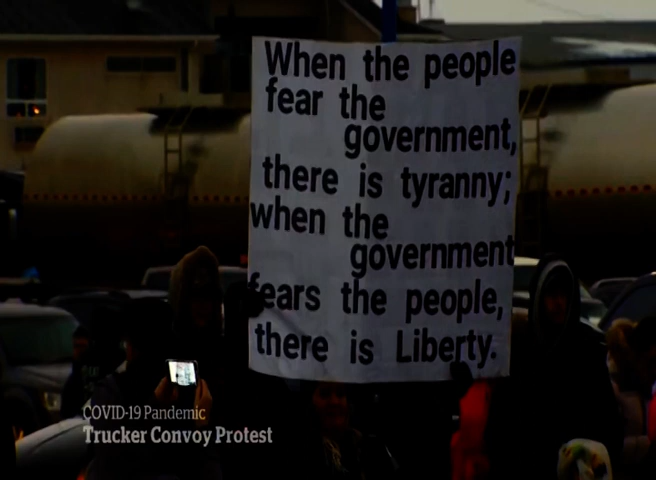 When the people
fear the
government,
there is tyranny;
when the
government
fears the people,
there is Liberty.
COVID-19 Pandemic
Trucker Convoy Protest